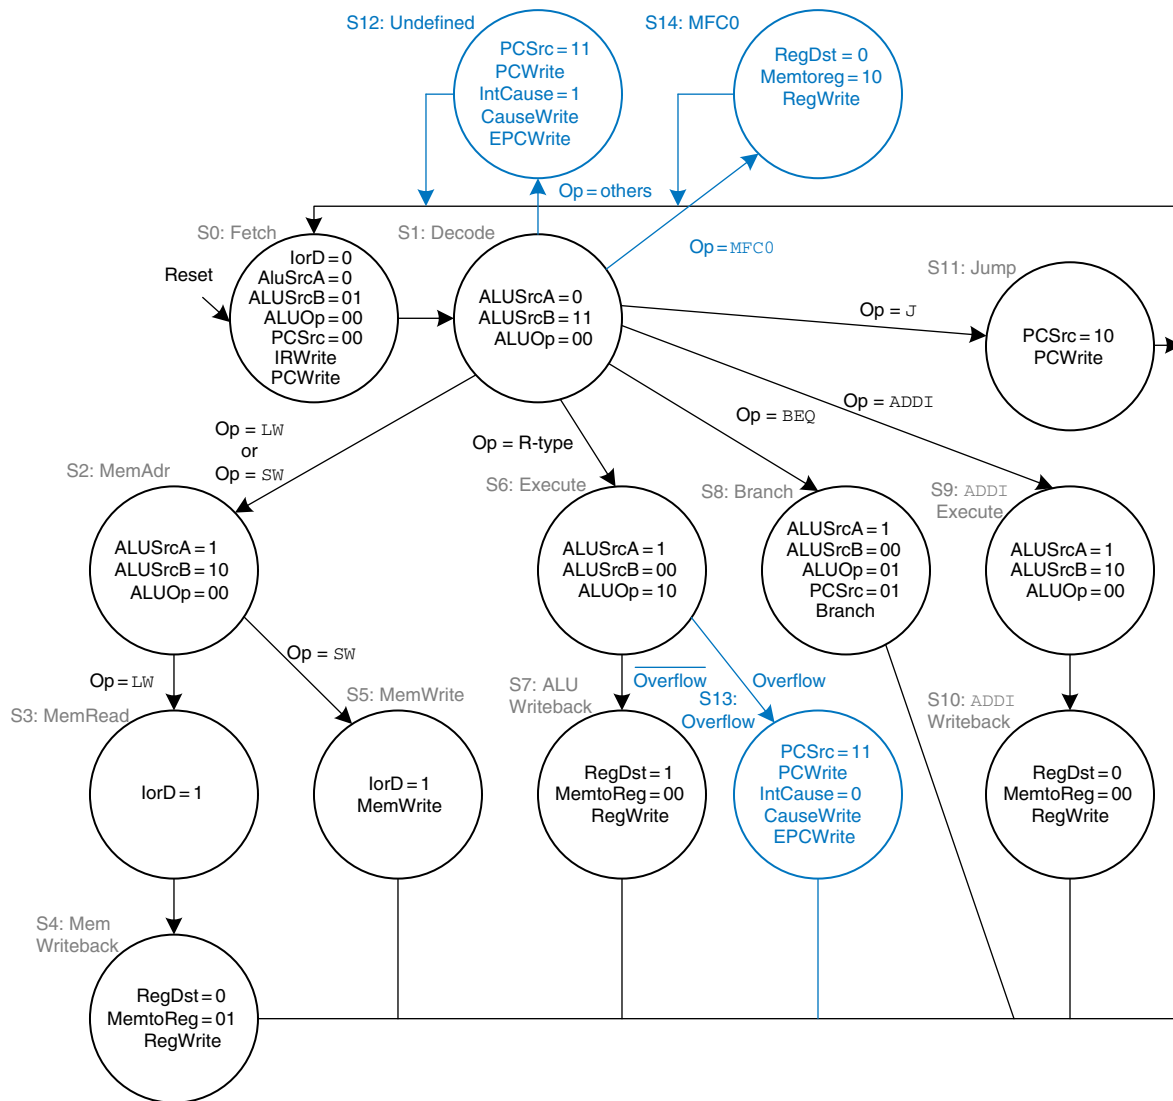 S12: Undefined
PCSrc = 11
PCWrite
IntCause = 1
CauseWrite
EPCWrite
S14: MFC0
RegDst = 0
Memtoreg = 10
RegWrite
Op = others
Op = MFC0
S0: Fetch
Reset
IorD = 0
AluSrcA = 0
ALUSrcB = 01
ALUOp = 00
PCSrc = 00
IRWrite
PCWrite
S1: Decode
ALUSrcA = 0
ALUSrcB = 11
ALUOp = 00
S11: Jump
Op = J
PCSrc = 10
PCWrite
Op = ADDI
Op = BEQ
Op = R-type
Op = LW
or
Op = SW
S2: MemAdr
ALUSrcA = 1
ALUSrcB = 10
ALUOp = 00
S6: Execute
ALUSrcA = 1
ALUSrcB = 00
ALUOp = 10
S8: Branch
ALUSrcA = 1
ALUSrcB = 00
ALUOp = 01
PCSrc = 01
Branch
S9: ADDI
Execute
ALUSrcA = 1
ALUSrcB = 10
ALUOp = 00
Op = LW
Op = SW
Overflow
Overflow
S3: MemRead
IorD = 1
S5: MemWrite
IorD = 1
MemWrite
S7: ALU
Writeback
RegDst = 1
MemtoReg = 00
RegWrite
S13:
Overflow
PCSrc = 11
PCWrite
IntCause = 0
CauseWrite
EPCWrite
S10: ADDI
Writeback
RegDst = 0
MemtoReg = 00
RegWrite
S4: Mem
Writeback
RegDst = 0
MemtoReg = 01
RegWrite